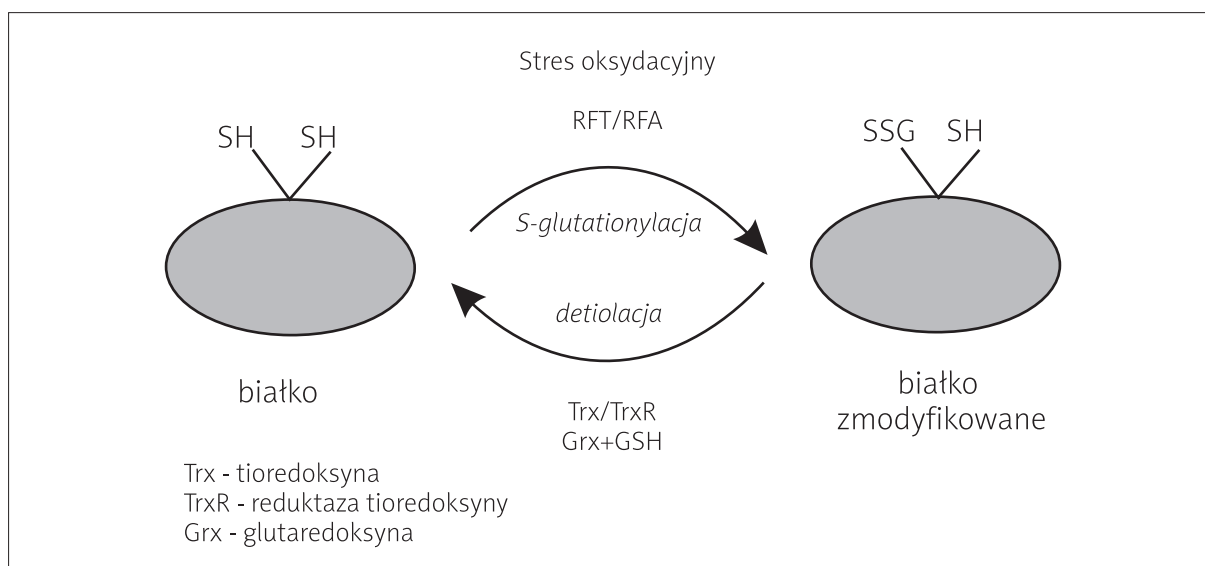 Stres oksydacyjny
RFT/RFA
SH SH
SSG SH
S-glutationylacja
detiolacja
białko
białko
zmodyfikowane
Trx/TrxR
Grx+GSH
Trx - tioredoksyna
TrxR - reduktaza tioredoksyny
Grx - glutaredoksyna